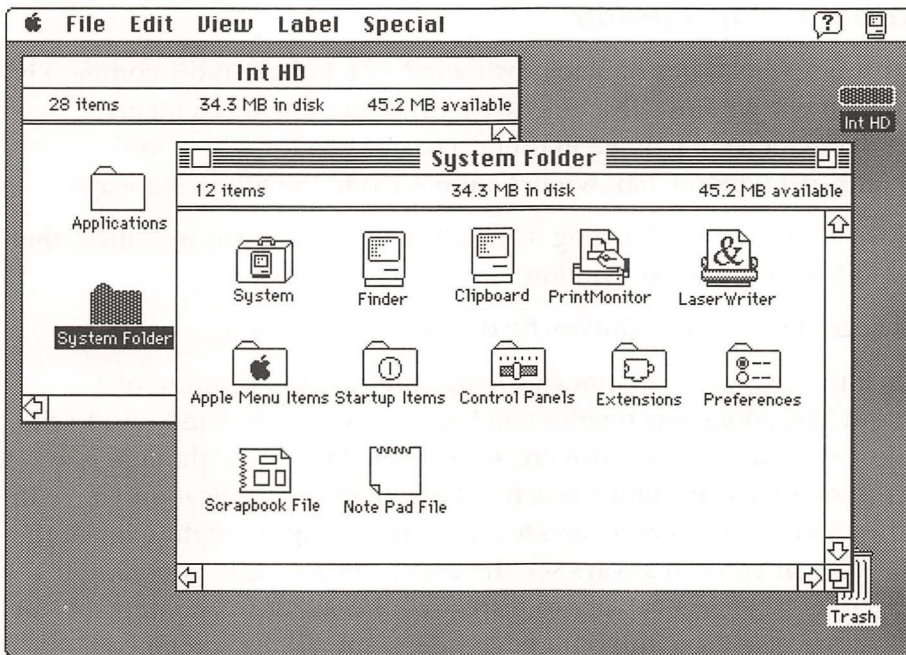 File Edit View Label Special
Int HD
28 items 34.3 MB in disk 45.2 MB available
Int HD
System Folder
12 items 34.3 MB in disk 45.2 MB available
Applications
System Folder
System Finder Clipboard PrintMonitor LaserWriter
Apple Menu Items Startup Items Control Panels Extensions Preferences
Scrapbook File Note Pad File
Trash